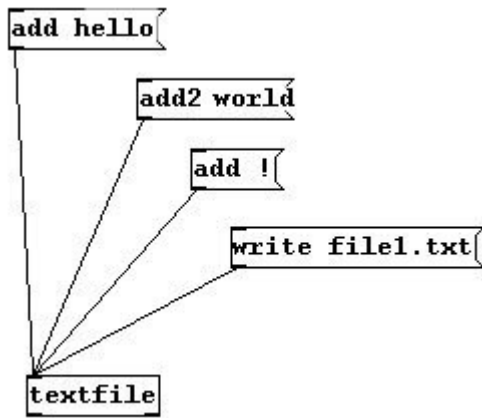 add hello
add2 world
add !
write file1.txt
textfile